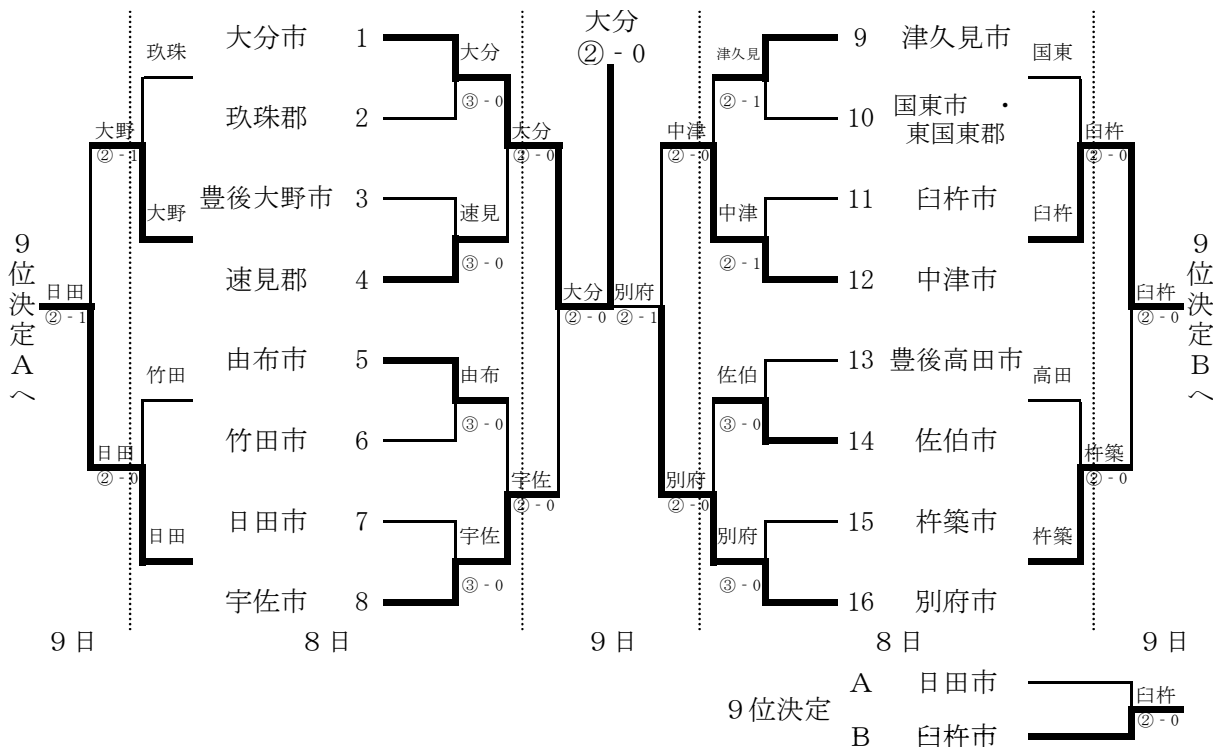 大分
②-0
玖珠
大分市 1
大分
③-0
玖珠郡 2
大野
②-1
大分
②-0
豊後大野市 3
大野
速見
③-0
速見郡 4
9位決定Aへ
日田
②-1
大分
②-0
別府
②-1
由布市 5
竹田
由布
③-0
竹田市 6
日田
②-0
宇佐
②-0
日田市 7
日田
宇佐
③-0
宇佐市 8
津久見
②-1
9 津久見市
国東
10 国東市 ・
東国東郡
中津
②-0
臼杵
②-0
11 臼杵市
中津
②-1
臼杵
12 中津市
臼杵
②-0
9位決定Bへ
13 豊後高田市
佐伯
③-0
高田
14 佐伯市
別府
②-0
杵築
②-0
15 杵築市
別府
③-0
杵築
16 別府市
9日 8日 9日 8日 9日
9位決定
A 日田市
臼杵
②-0
B 臼杵市